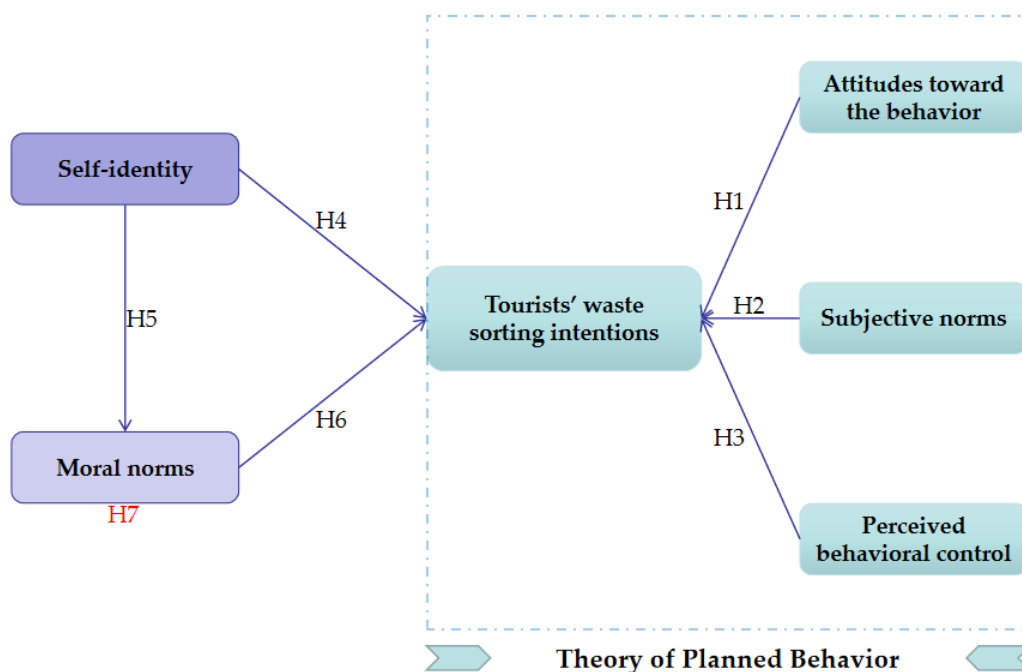 Attitudes toward
the behavior
Self-identity
H1
H4
Tourists’ waste
sorting intentions
H2
Subjective norms
H5
H6
H3
Moral norms
H7
Perceived
behavioral control
Theory of Planned Behavior